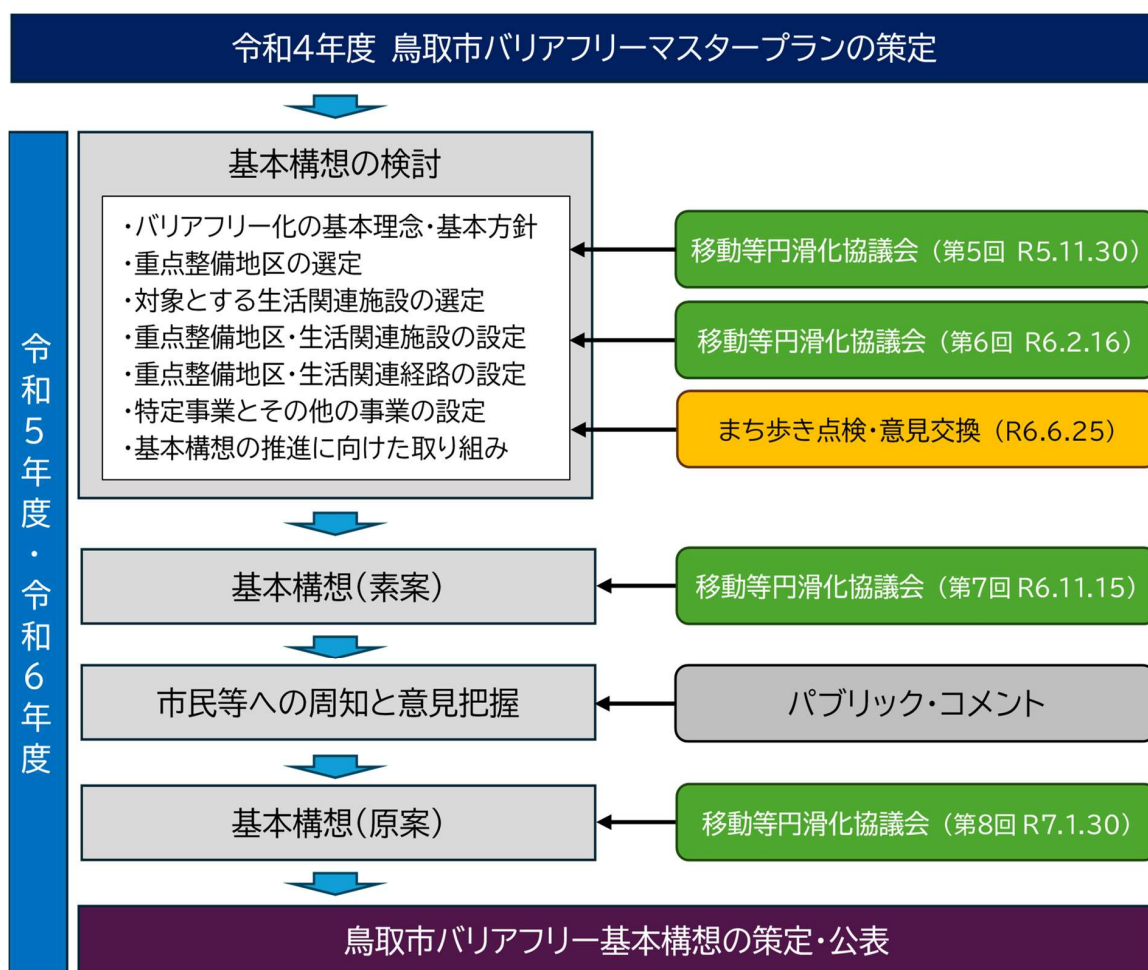 令和4年度 鳥取市バリアフリーマスタープランの策定
令和5年度・令和6年度
基本構想の検討
・バリアフリー化の基本理念・基本方針
・重点整備地区の選定
・対象とする生活関連施設の選定
・重点整備地区・生活関連施設の設定
・重点整備地区・生活関連経路の設定
・特定事業とその他の事業の設定
・基本構想の推進に向けた取り組み
移動等円滑化協議会（第5回 R5.11.30）
移動等円滑化協議会（第6回 R6.2.16）
まち歩き点検・意見交換（R6.6.25）
基本構想（素案）
移動等円滑化協議会（第7回 R6.11.15）
市民等への周知と意見把握
パブリック・コメント
基本構想（原案）
移動等円滑化協議会（第8回 R7.1.30）
鳥取市バリアフリー基本構想の策定・公表